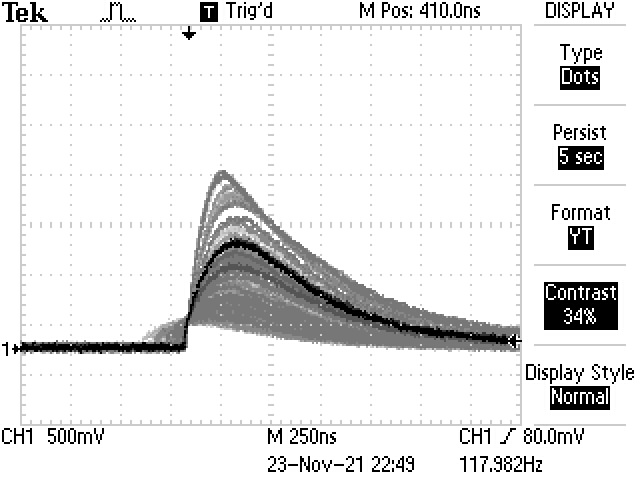 Tek T Trig'd M Pos: 410.0ns DISPLAY
Type
Dots
Persist
5 sec
Format
YT
Contrast
34%
1
Display Style
Normal
CH1 500mV M 250ns CH1 80.0mV
23-Nov-21 22:49 117.982Hz